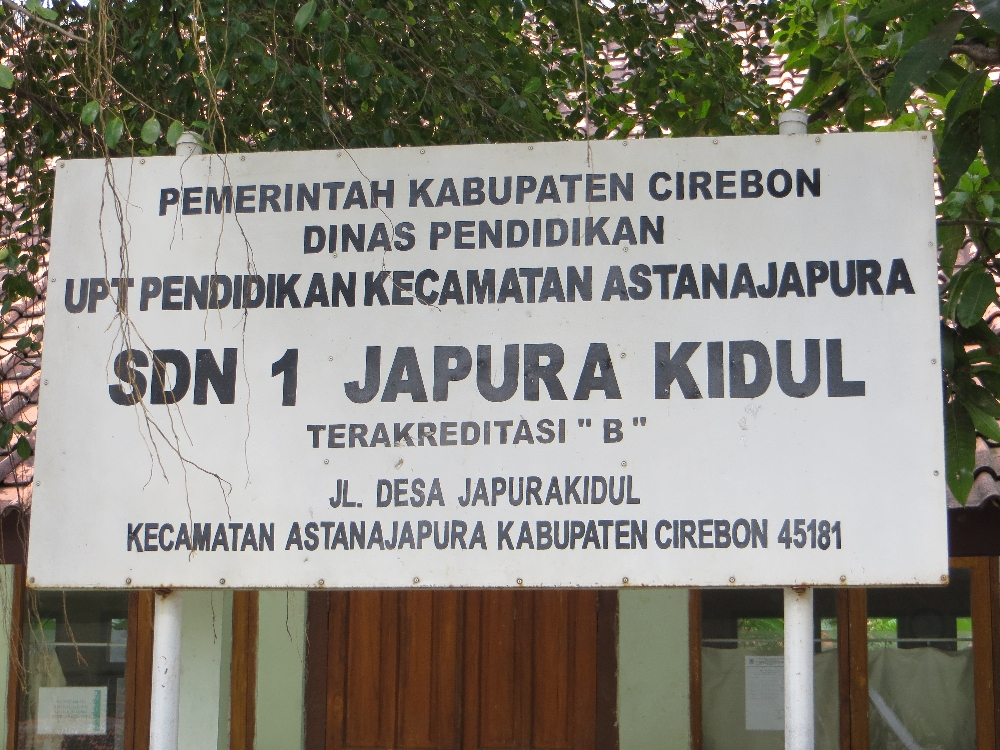 PEMERINTAH KABUPATEN CIREBON
DINAS PENDIDIKAN
UPT PENDIDIKAN KECAMATAN ASTANAJAPURA
SDN 1 JAPURA KIDUL
TERAKREDITASI " B "
JL. DESA JAPURAKIDUL
KECAMATAN ASTANAJAPURA KABUPATEN CIREBON 45181